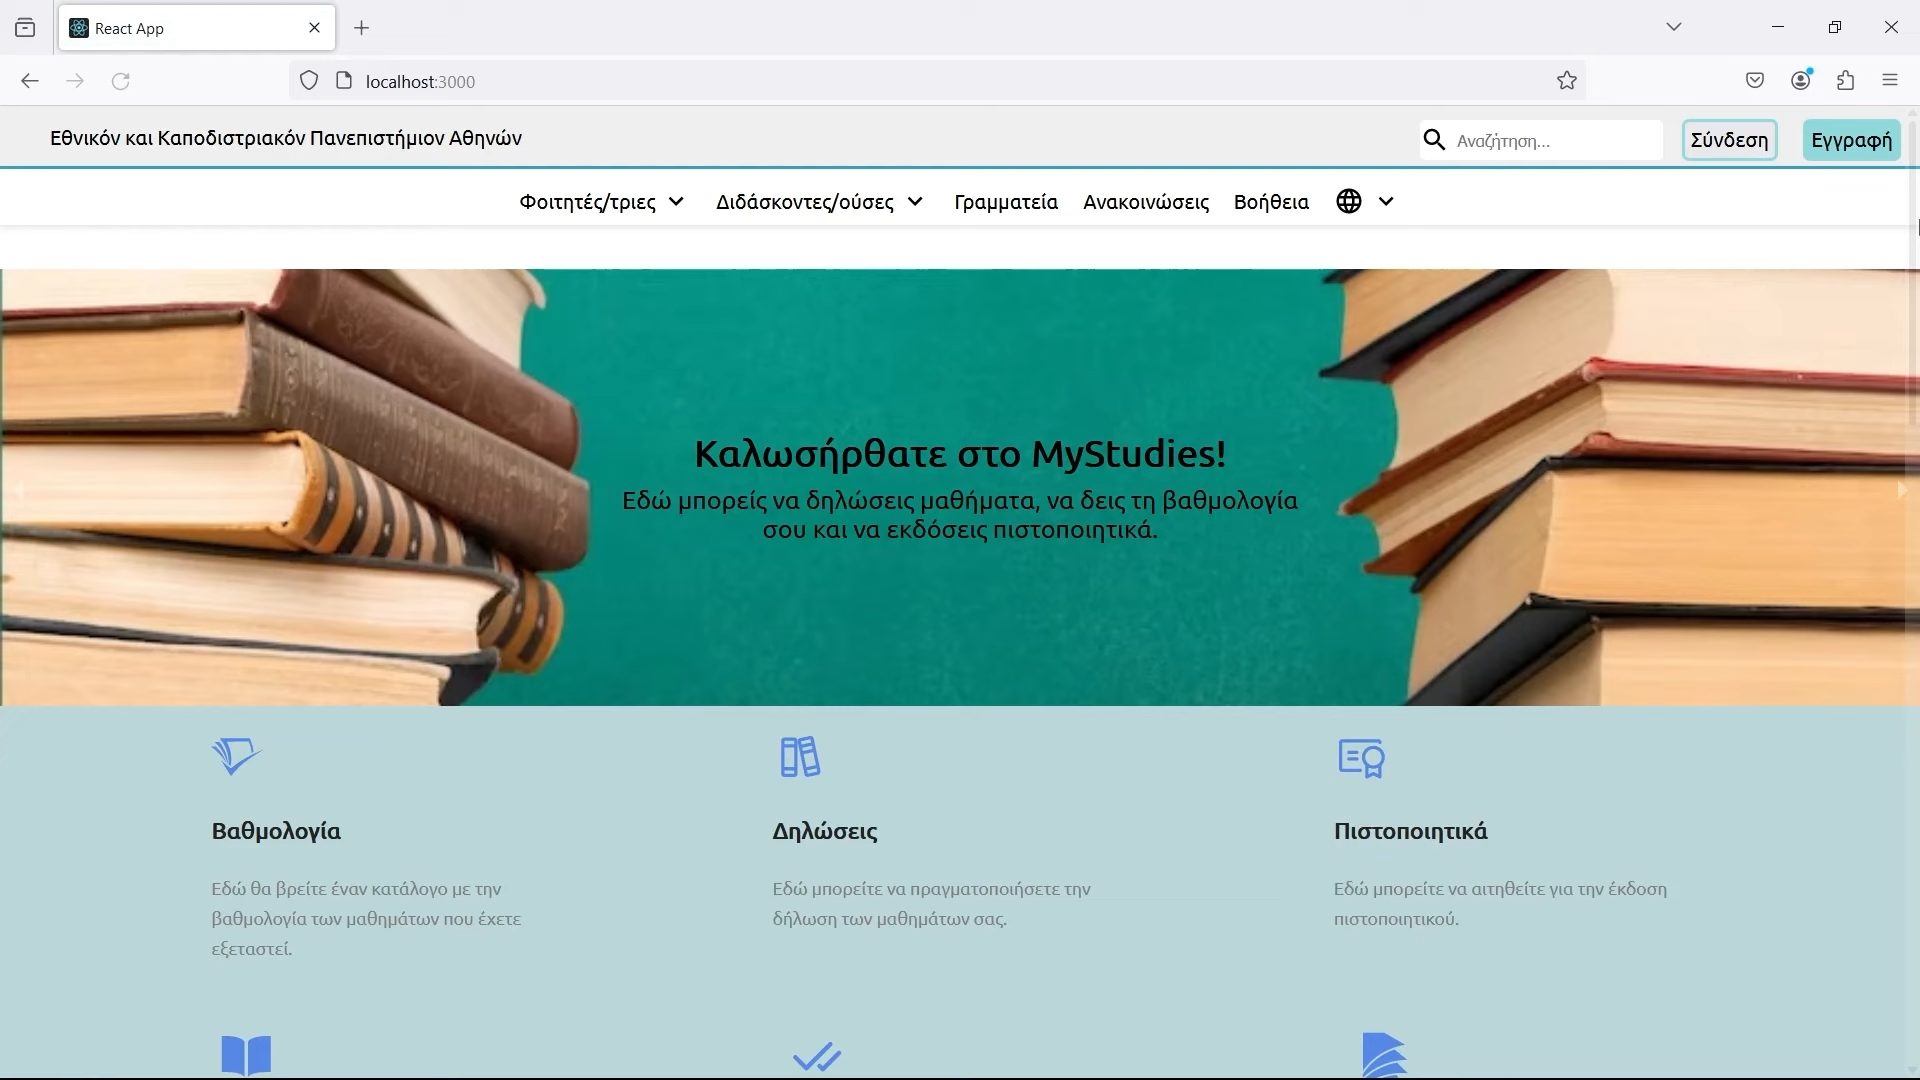 React App
localhost:3000
Εθνικόν και Καποδιστριακόν Πανεπιστήμιον Αθηνών
Αναζήτηση...
Σύνδεση
Εγγραφή
Φοιτητές/τριες
Διδάσκοντες/ούσες
Γραμματεία
Ανακοινώσεις
Βοήθεια
Καλωσήρθατε στο MyStudies!
Εδώ μπορείς να δηλώσεις μαθήματα, να δεις τη βαθμολογία
σου και να εκδόσεις πιστοποιητικά.
Βαθμολογία
Εδώ θα βρείτε έναν κατάλογο με την
βαθμολογία των μαθημάτων που έχετε
εξεταστεί.
Δηλώσεις
Εδώ μπορείτε να πραγματοποιήσετε την
δήλωση των μαθημάτων σας.
Πιστοποιητικά
Εδώ μπορείτε να αιτηθείτε για την έκδοση
πιστοποιητικού.